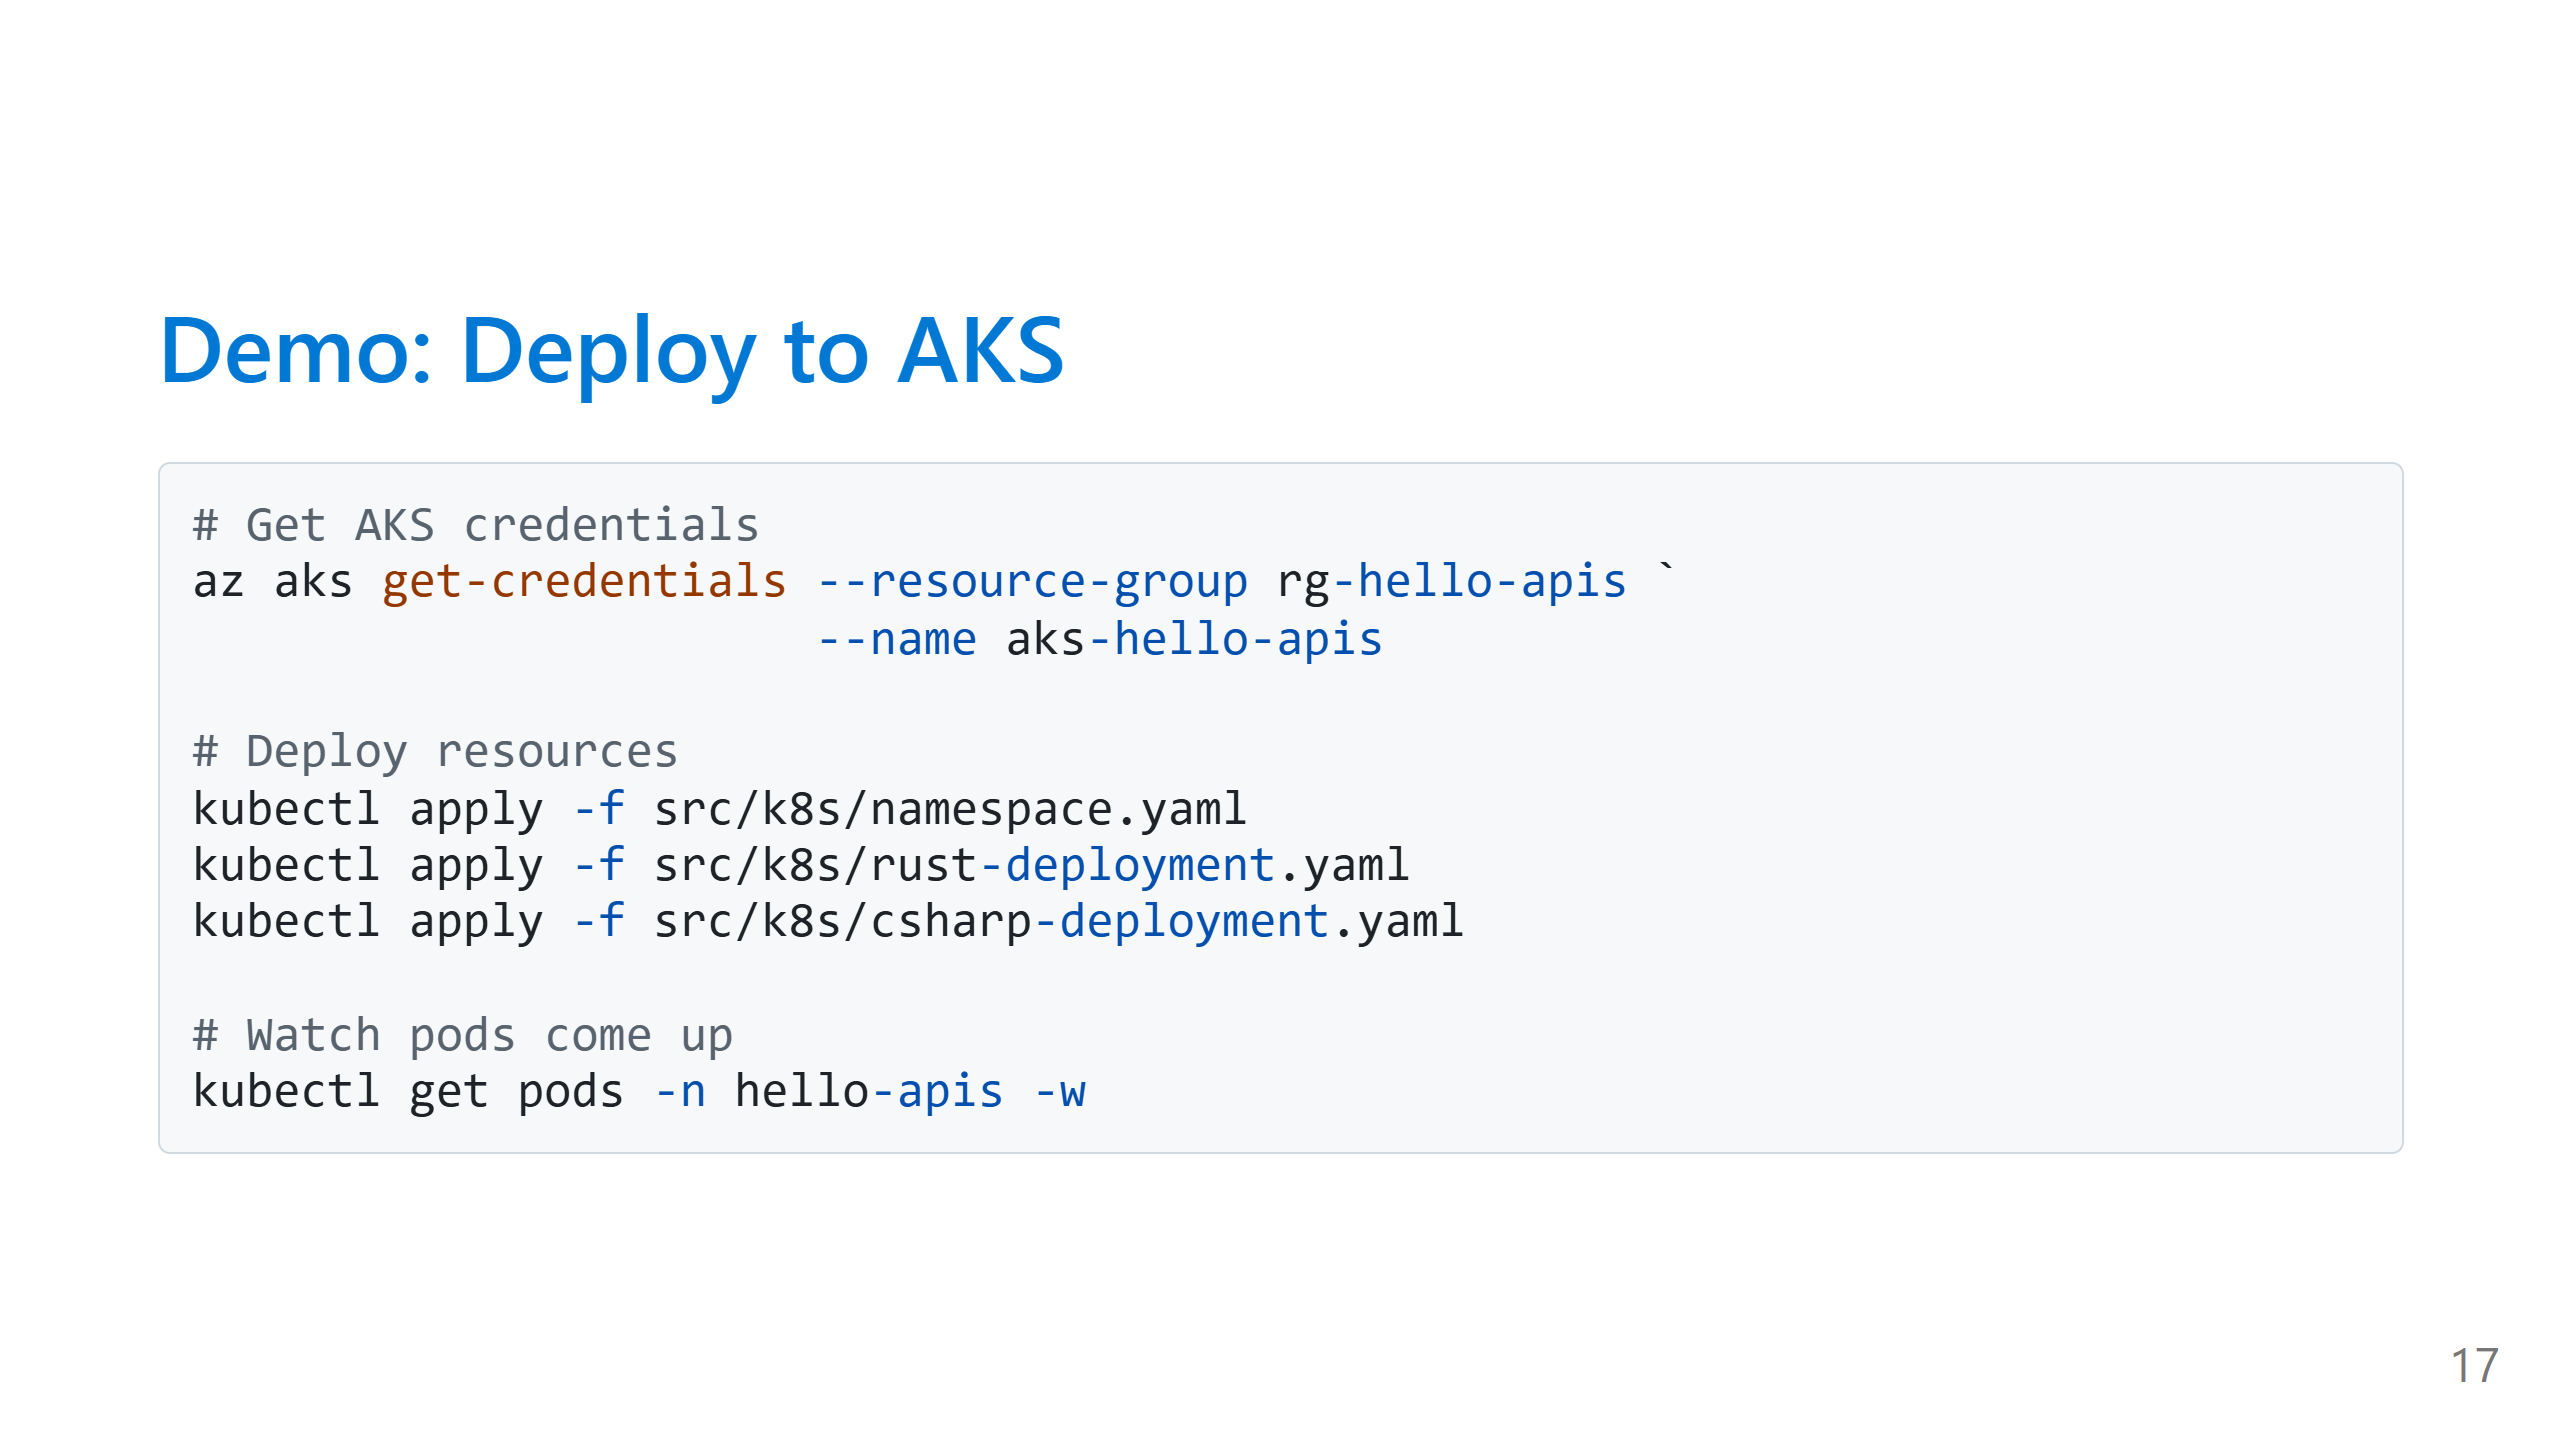 Demo: Deploy to AKS
# Get AKS credentials
az aks get-credentials --resource-group rg-hello-apis `
                       --name aks-hello-apis
# Deploy resources
kubectl apply -f src/k8s/namespace.yaml
kubectl apply -f src/k8s/rust-deployment.yaml
kubectl apply -f src/k8s/csharp-deployment.yaml
# Watch pods come up
kubectl get pods -n hello-apis -w
17